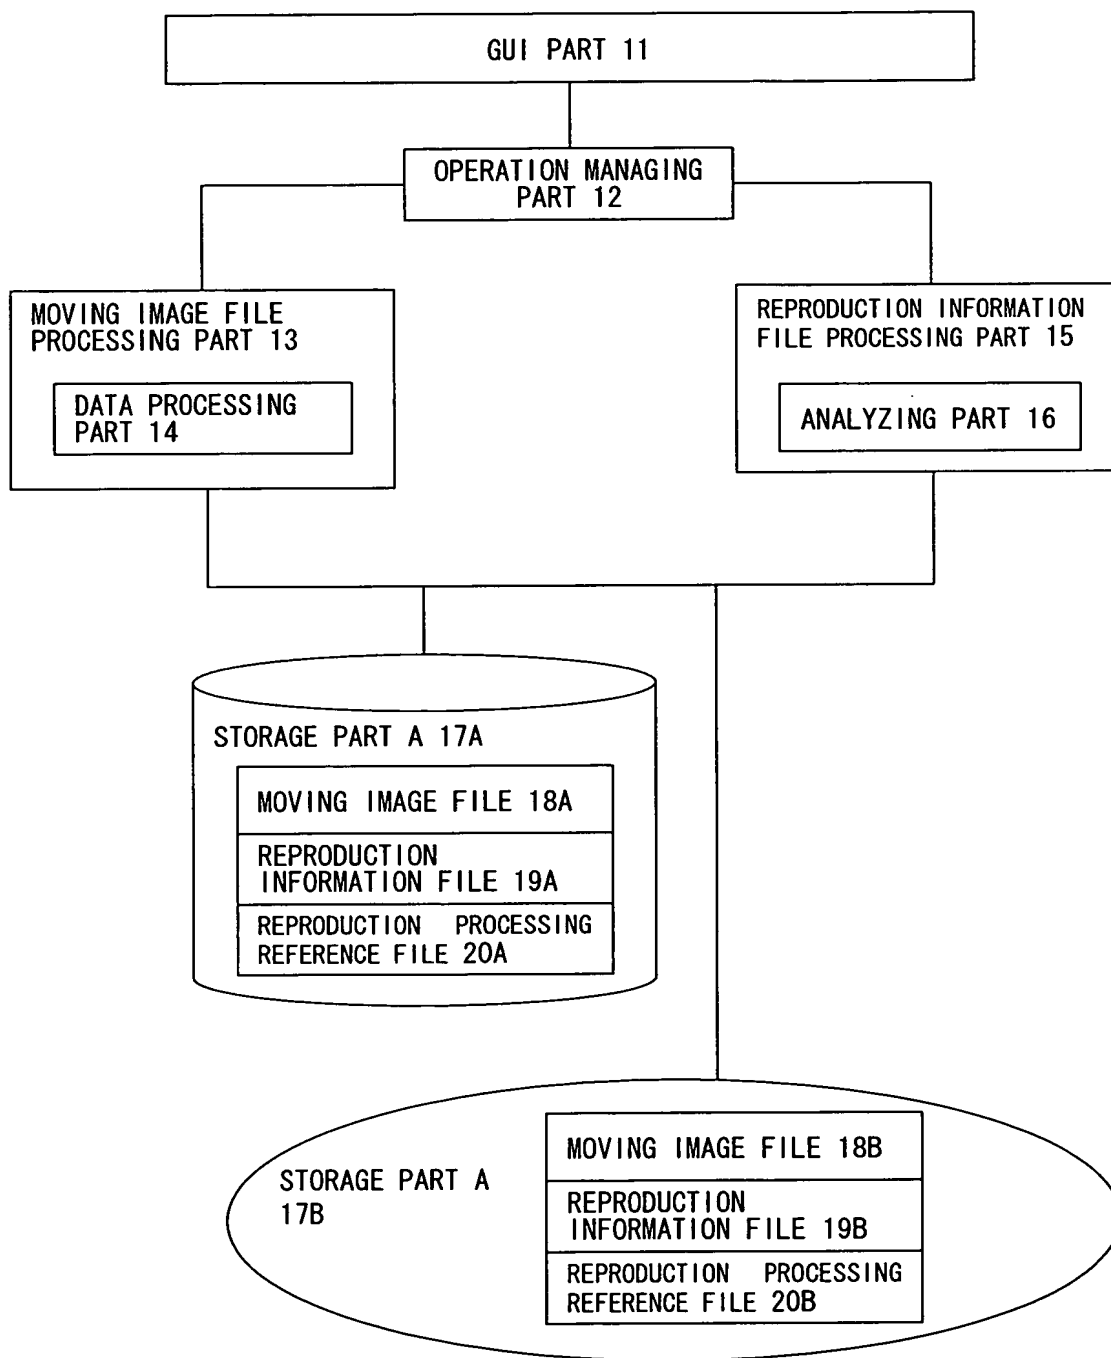 GUI PART 11
OPERATION MANAGING
PART 12
MOVING IMAGE FILE
PROCESSING PART 13
DATA PROCESSING
PART 14
REPRODUCTION INFORMATION
FILE PROCESSING PART 15
ANALYZING PART 16
STORAGE PART A 17A
MOVING IMAGE FILE 18A
REPRODUCTION
INFORMATION FILE 19A
REPRODUCTION PROCESSING
REFERENCE FILE 20A
STORAGE PART A
17B
MOVING IMAGE FILE 18B
REPRODUCTION
INFORMATION FILE 19B
REPRODUCTION PROCESSING
REFERENCE FILE 20B